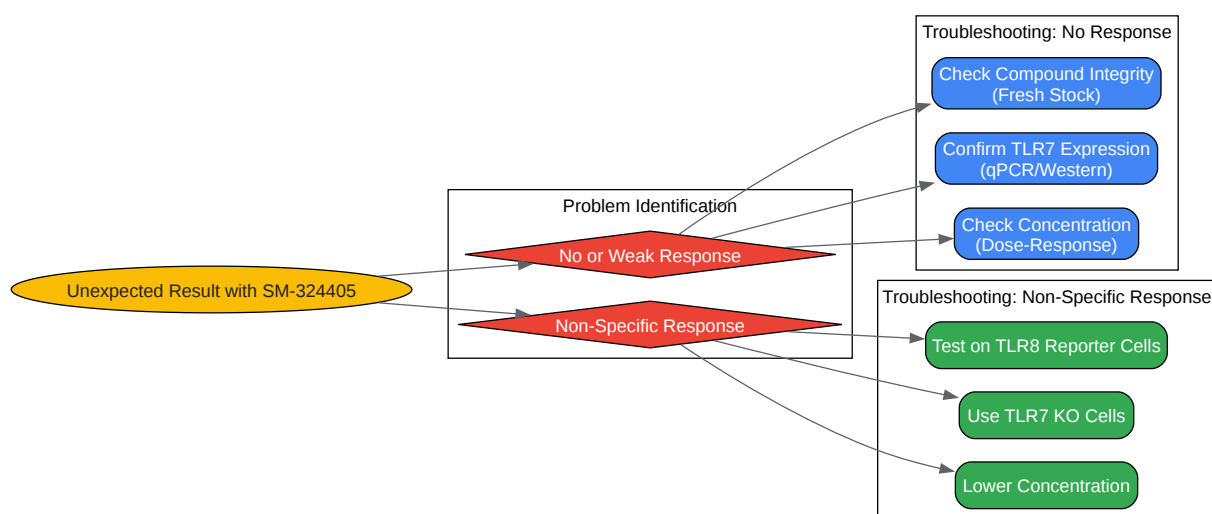 Unexpected Result with SM-324405
Problem Identification
No or Weak Response
Non-Specific Response
Troubleshooting: No Response
Check Compound Integrity
(Fresh Stock)
Confirm TLR7 Expression
(qPCR/Western)
Check Concentration
(Dose-Response)
Troubleshooting: Non-Specific Response
Test on TLR8 Reporter Cells
Use TLR7 KO Cells
Lower Concentration